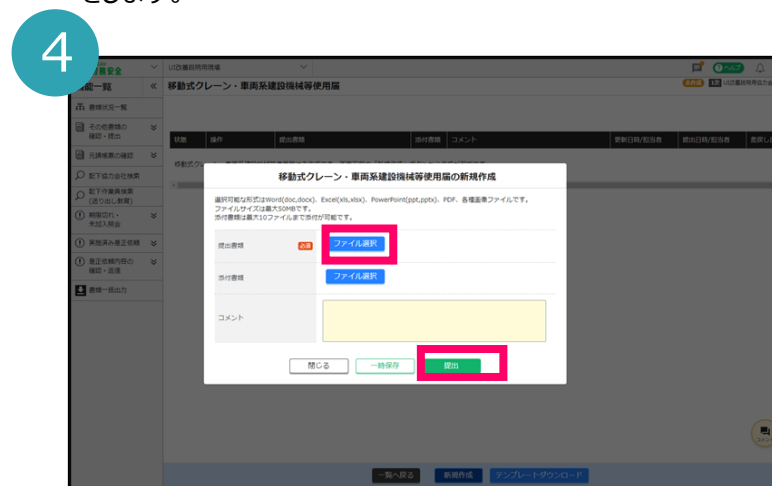 とします。
4
UI改善説明用現場
移動式クレーン・車両系建設機械等使用届
ヘルプ
機能一覧
書類状況一覧
その他書類の
確認・提出
元請帳票の確認
配下協力会社検索
配下作業員検索
(送り出し教育)
期限切れ・
未加入照会
実施済み是正依頼
是正依頼内容の
確認・返信
書類一括出力
状態 操作 提出書類 添付書類 コメント 更新日時/担当者 提出日時/担当者
移動式クレーン・車両系建設機械等使用届の新規作成
選択可能な形式はWord(doc,docx)、Excel(xls,xlsx)、PowerPoint(ppt,pptx)、PDF、各種画像ファイルです。
ファイルサイズは最大50MBです。
添付書類は最大10ファイルまで添付が可能です。
提出書類 必須 ファイル選択
添付書類 ファイル選択
コメント
閉じる 一時保存 提出
一覧へ戻る 新規作成 テンプレートダウンロード